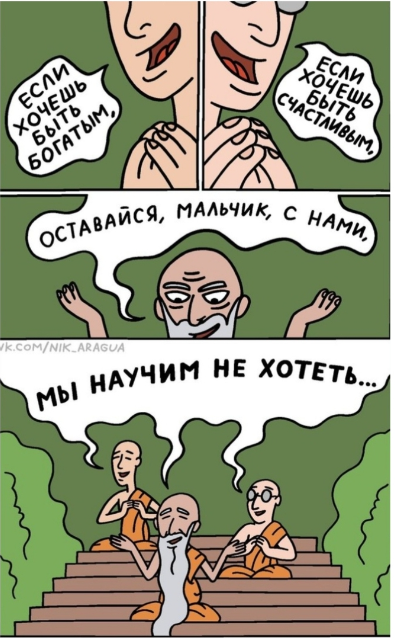 ЕСЛИ
ХОЧЕШЬ
БЫТЬ
БОГАТЫМ,
ЕСЛИ
ХОЧЕШЬ
БЫТЬ
СЧАСТЛИВЫМ,
ОСТАВАЙСЯ, МАЛЬЧИК, С НАМИ,
VK.COM/NIK_ARAGUA
МЫ НАУЧИМ НЕ ХОТЕТЬ...